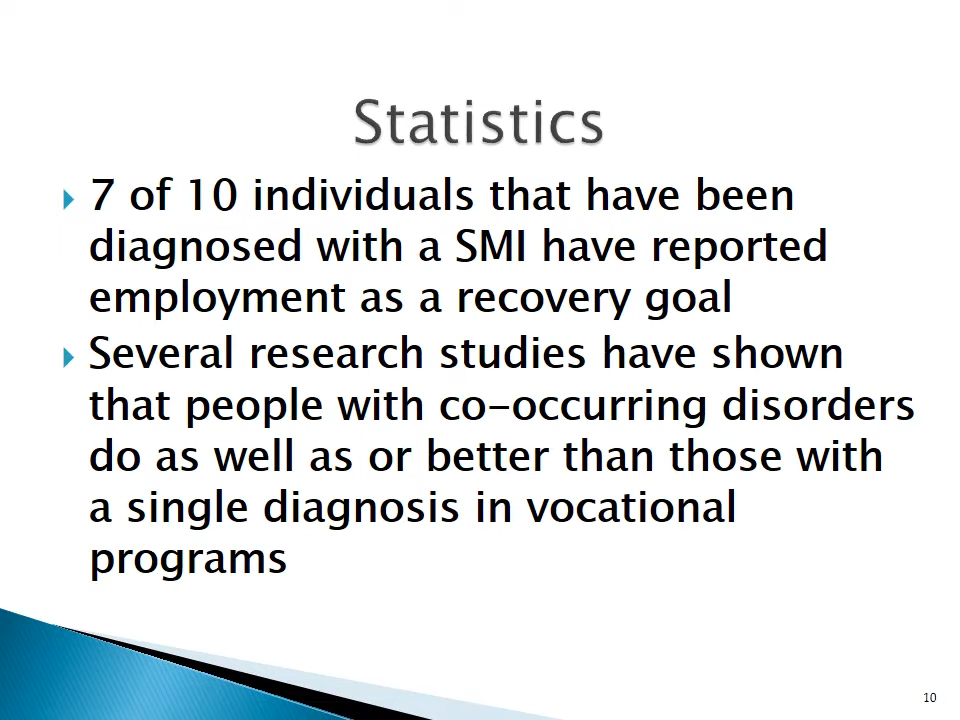 Statistics
7 of 10 individuals that have been
diagnosed with a SMI have reported
employment as a recovery goal
Several research studies have shown
that people with co-occurring disorders
do as well as or better than those with
a single diagnosis in vocational
programs
10